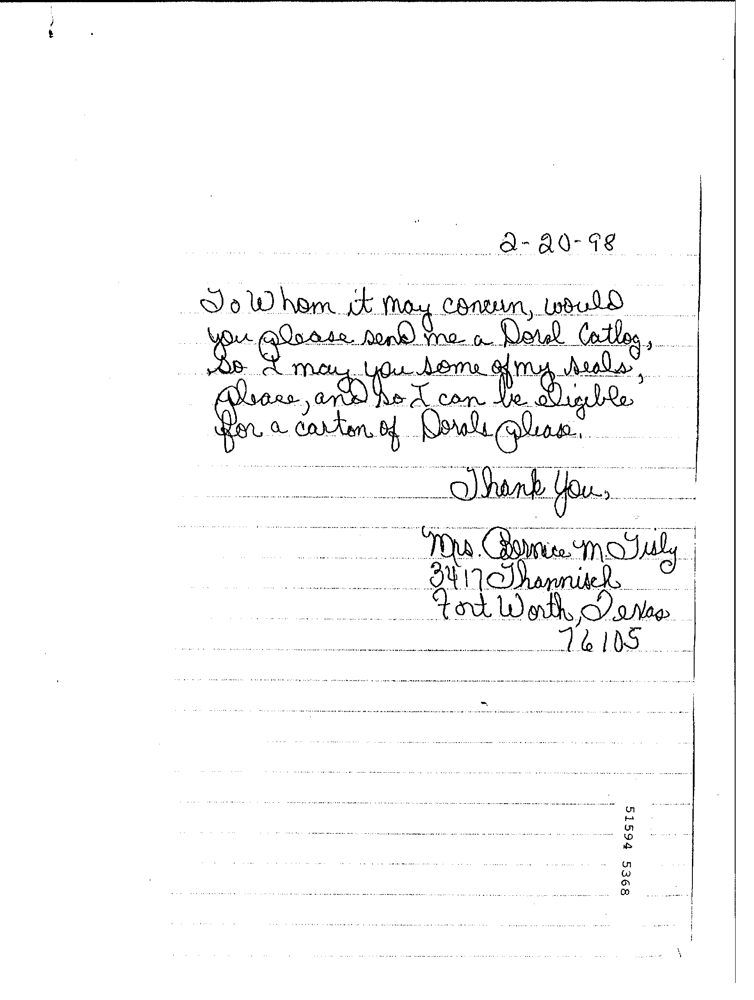 2-20-98
To Whom it may concern, would
you please send me a Doral Catlog,
So I may you some of my seals,
please, and so I can be eligible
for a carton of Dorals please.
Thank You,
Mrs. Bernice M. Tisly
3417 Thannisch
Fort Worth, Texas
76105
51594 5368